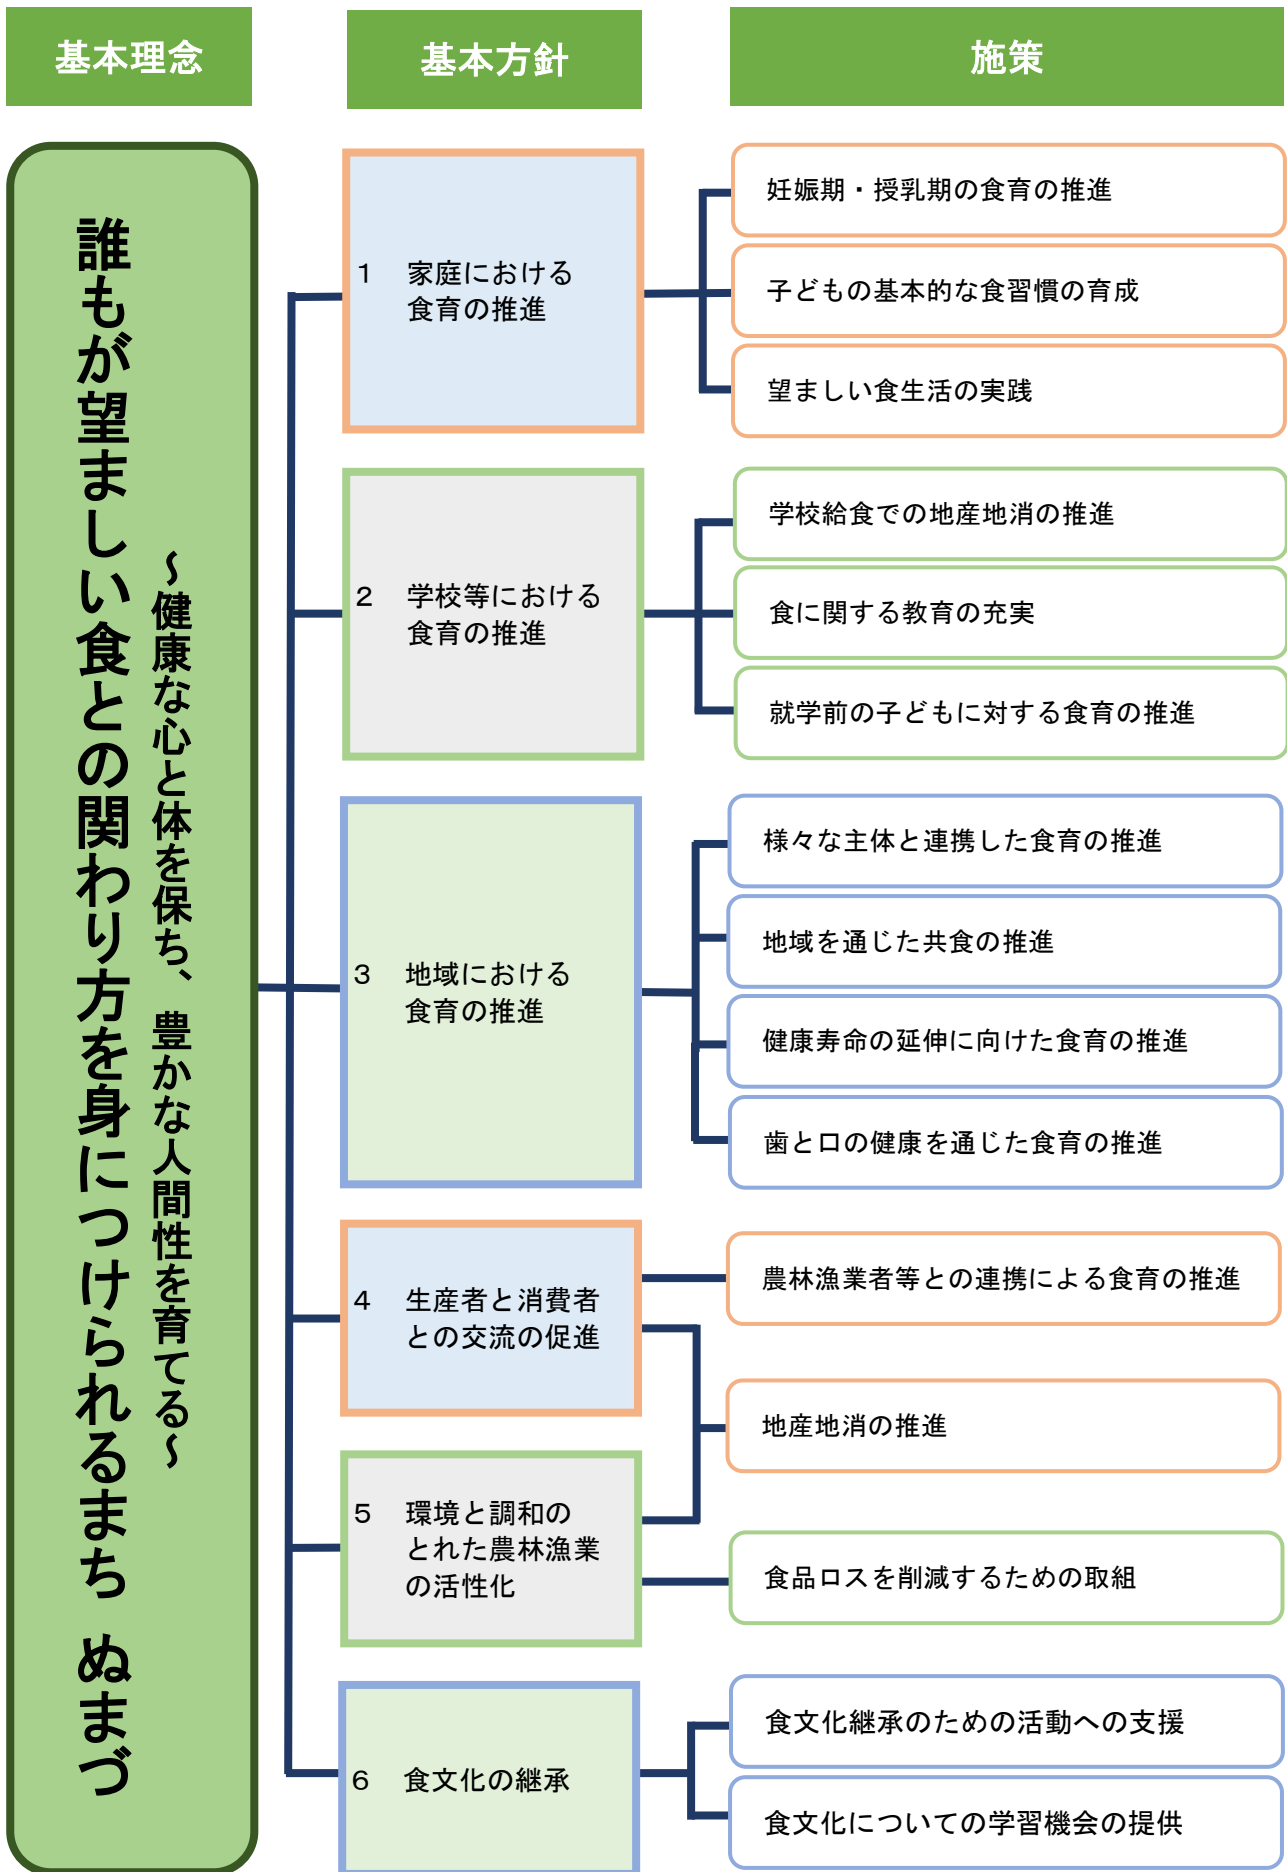 基本理念
基本方針
施策
誰もが望ましい食との関わり方を身につけられるまち ぬまづ
～健康な心と体を保ち、豊かな人間性を育てる～
1 家庭における
食育の推進
妊娠期・授乳期の食育の推進
子どもの基本的な食習慣の育成
望ましい食生活の実践
2 学校等における
食育の推進
学校給食での地産地消の推進
食に関する教育の充実
就学前の子どもに対する食育の推進
3 地域における
食育の推進
様々な主体と連携した食育の推進
地域を通じた共食の推進
健康寿命の延伸に向けた食育の推進
歯と口の健康を通じた食育の推進
4 生産者と消費者
との交流の促進
農林漁業者等との連携による食育の推進
地産地消の推進
5 環境と調和の
とれた農林漁業
の活性化
食品ロスを削減するための取組
6 食文化の継承
食文化継承のための活動への支援
食文化についての学習機会の提供